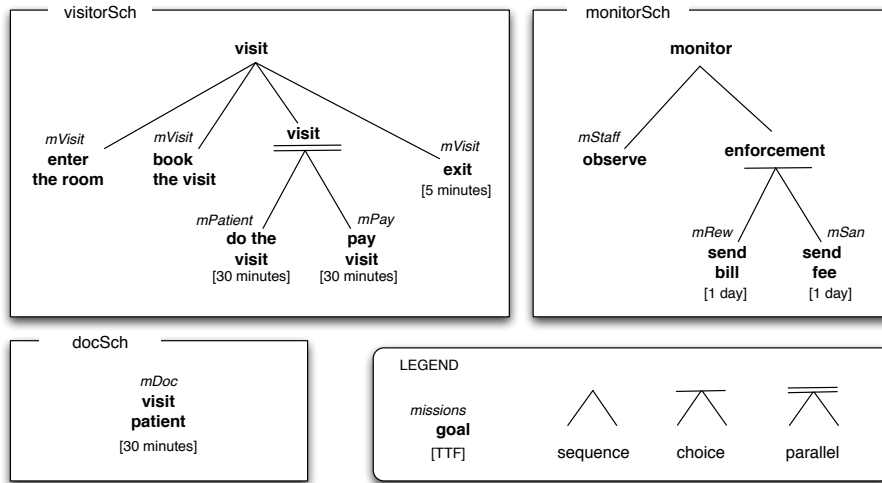 visitorSch
visit
mVisit
enter
the room
mVisit
book
the visit
visit
mVisit
exit
[5 minutes]
mPatient
do the
visit
[30 minutes]
mPay
pay
visit
[30 minutes]
monitorSch
monitor
mStaff
observe
enforcement
mRew
send
bill
[1 day]
mSan
send
fee
[1 day]
docSch
mDoc
visit
patient
[30 minutes]
LEGEND
missions
goal
[TTF]
sequence
choice
parallel